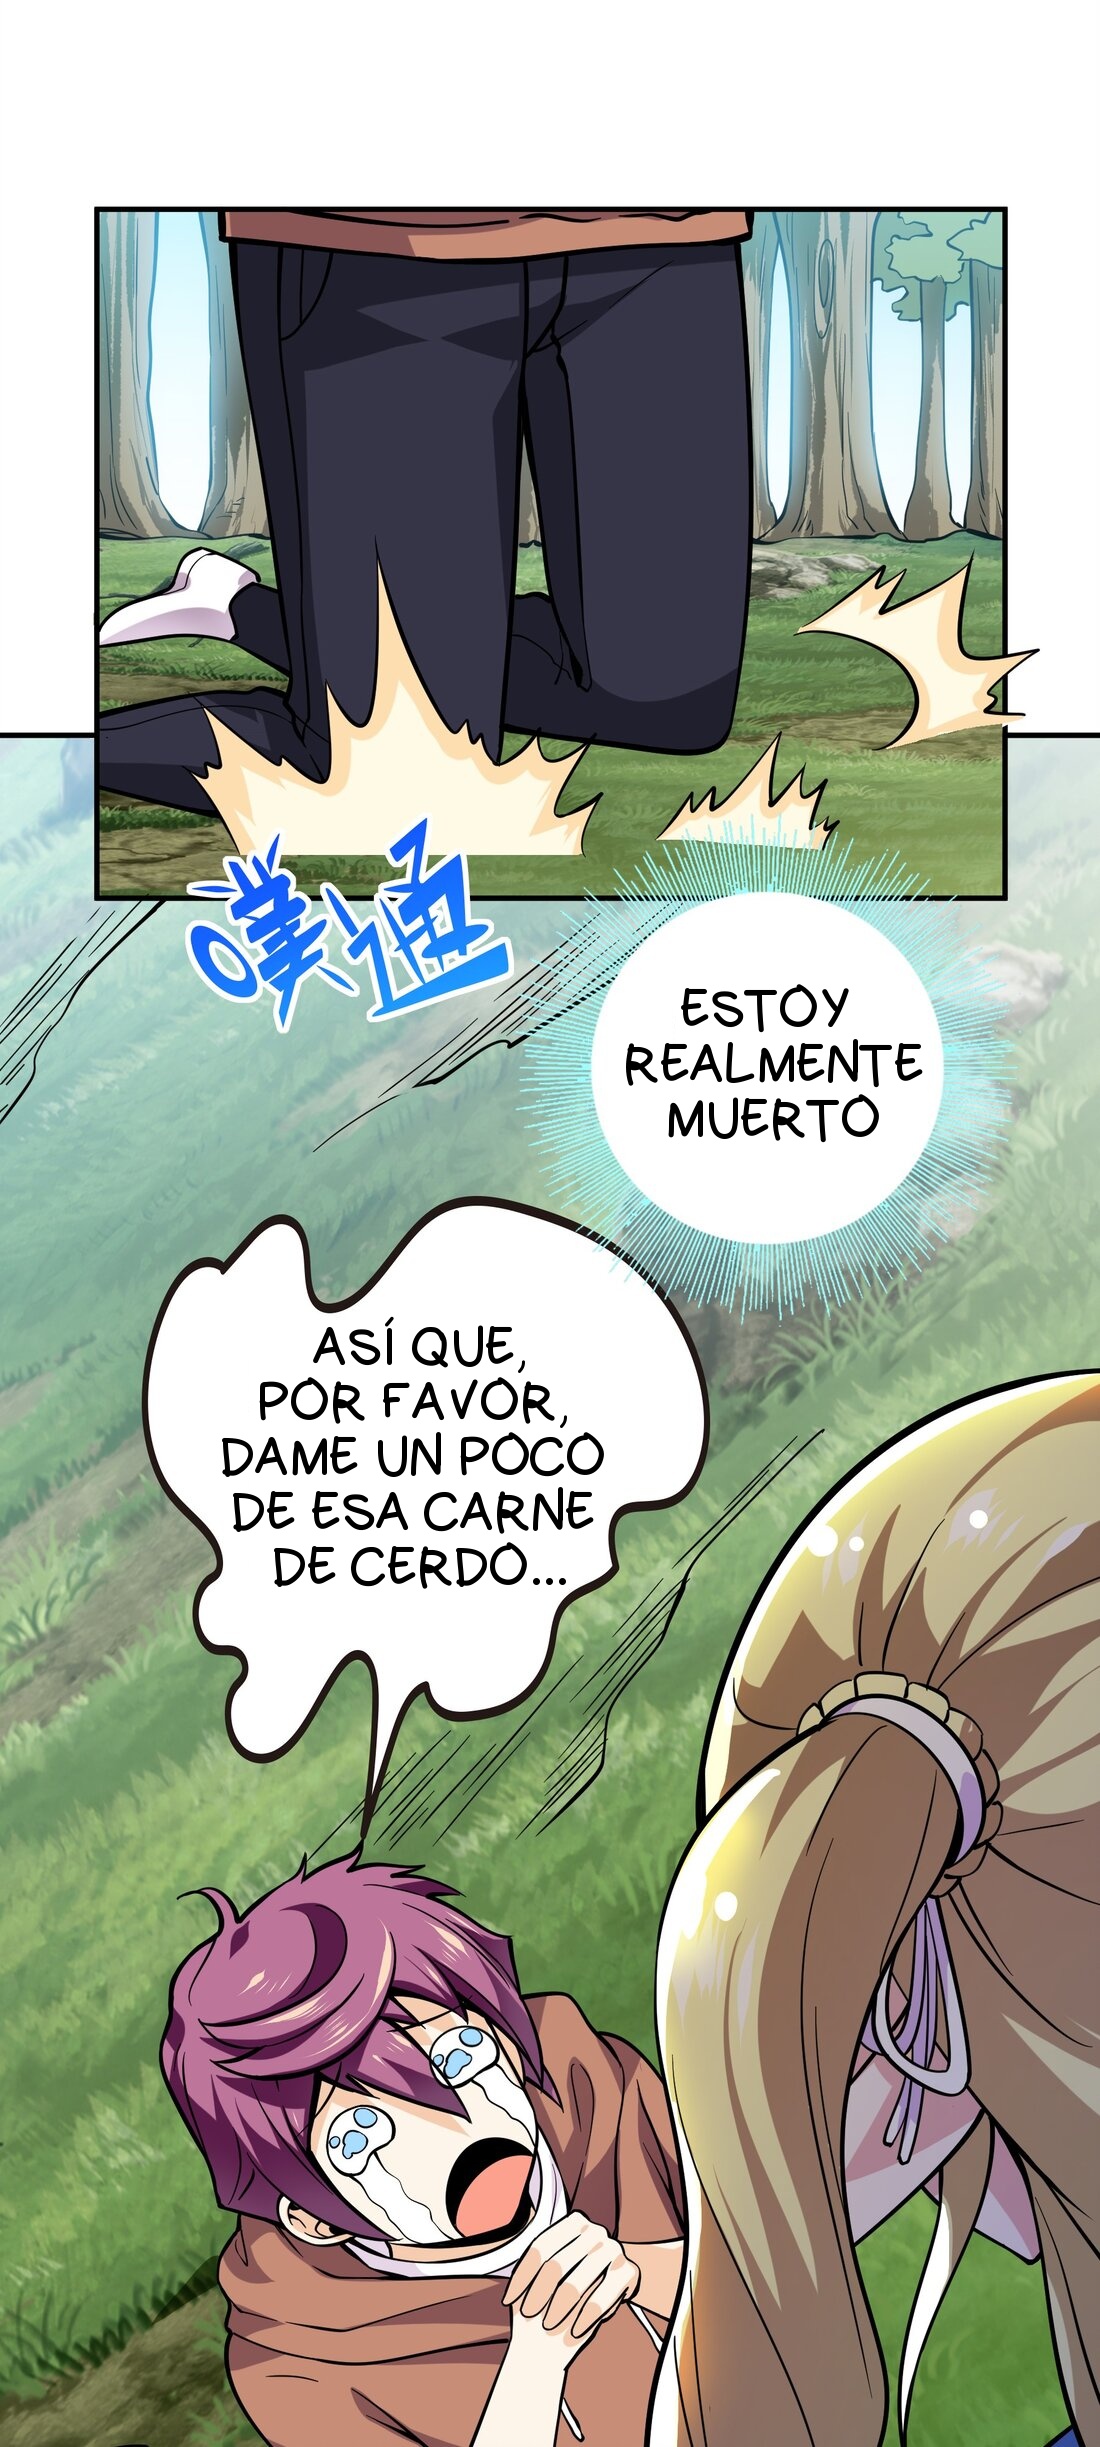 噗通
ESTOY
REALMENTE
MUERTO
ASÍ QUE,
POR FAVOR,
DAME UN POCO
DE ESA CARNE
DE CERDO...